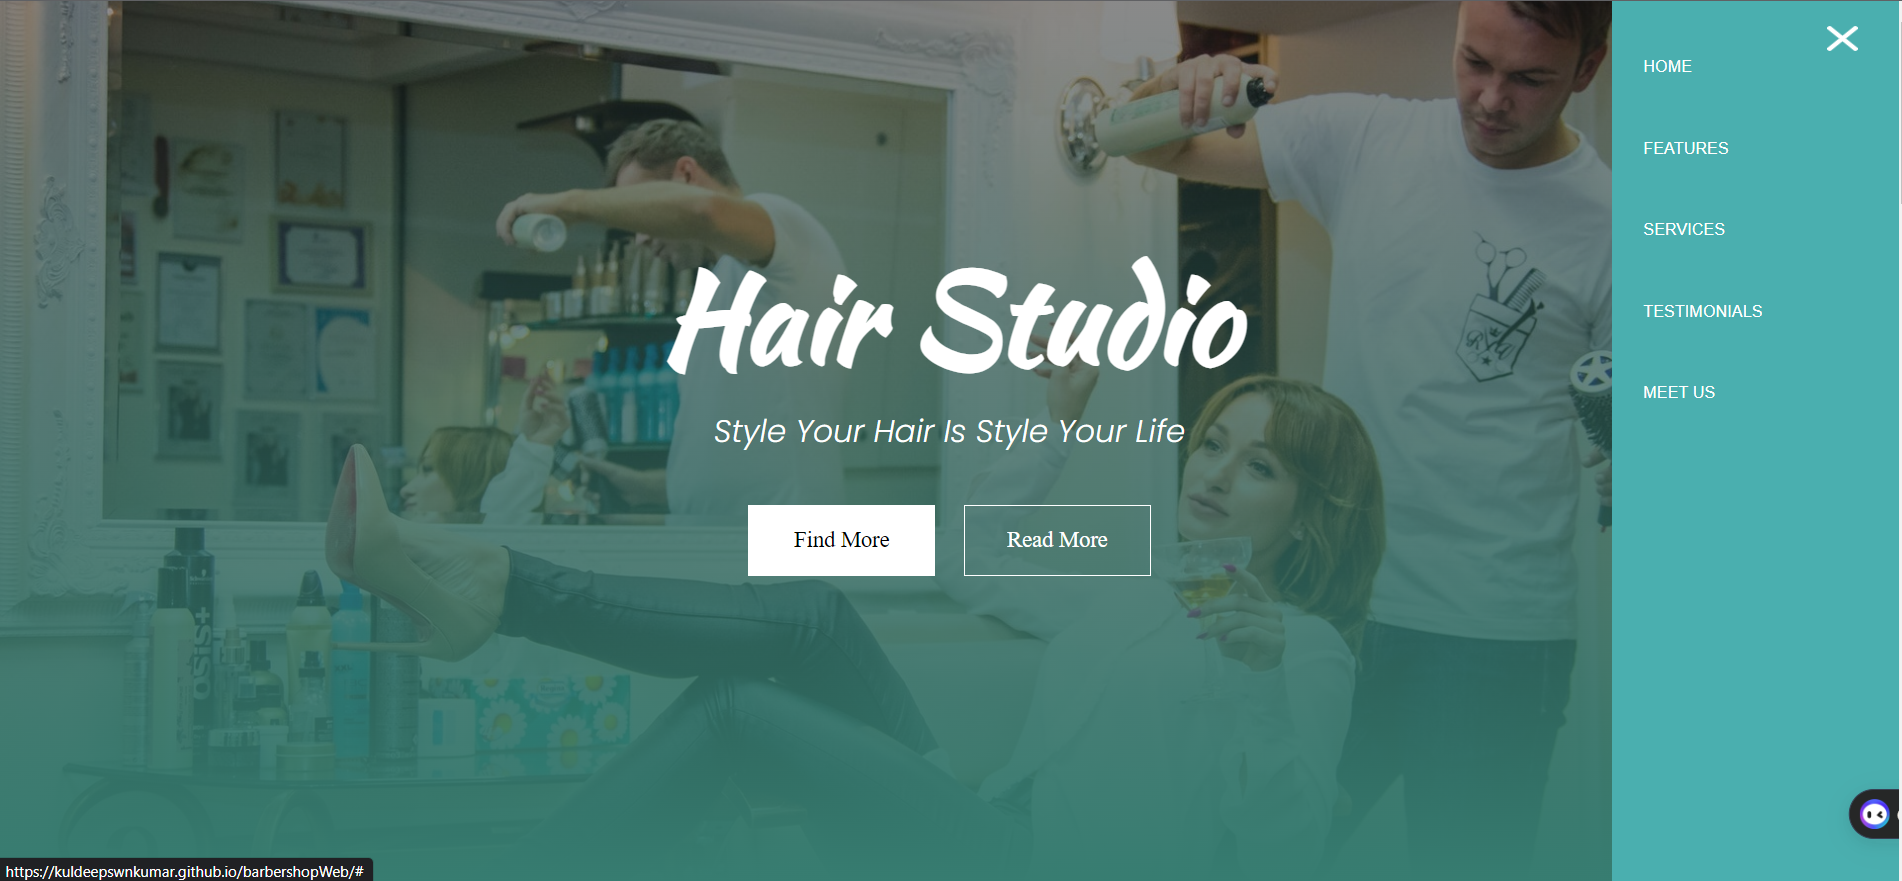 HOME
FEATURES
SERVICES
TESTIMONIALS
MEET US
Hair Studio
Style Your Hair Is Style Your Life
Find More
Read More
OSiS+
https://kuldeepswnkumar.github.io/barbershopWeb/#